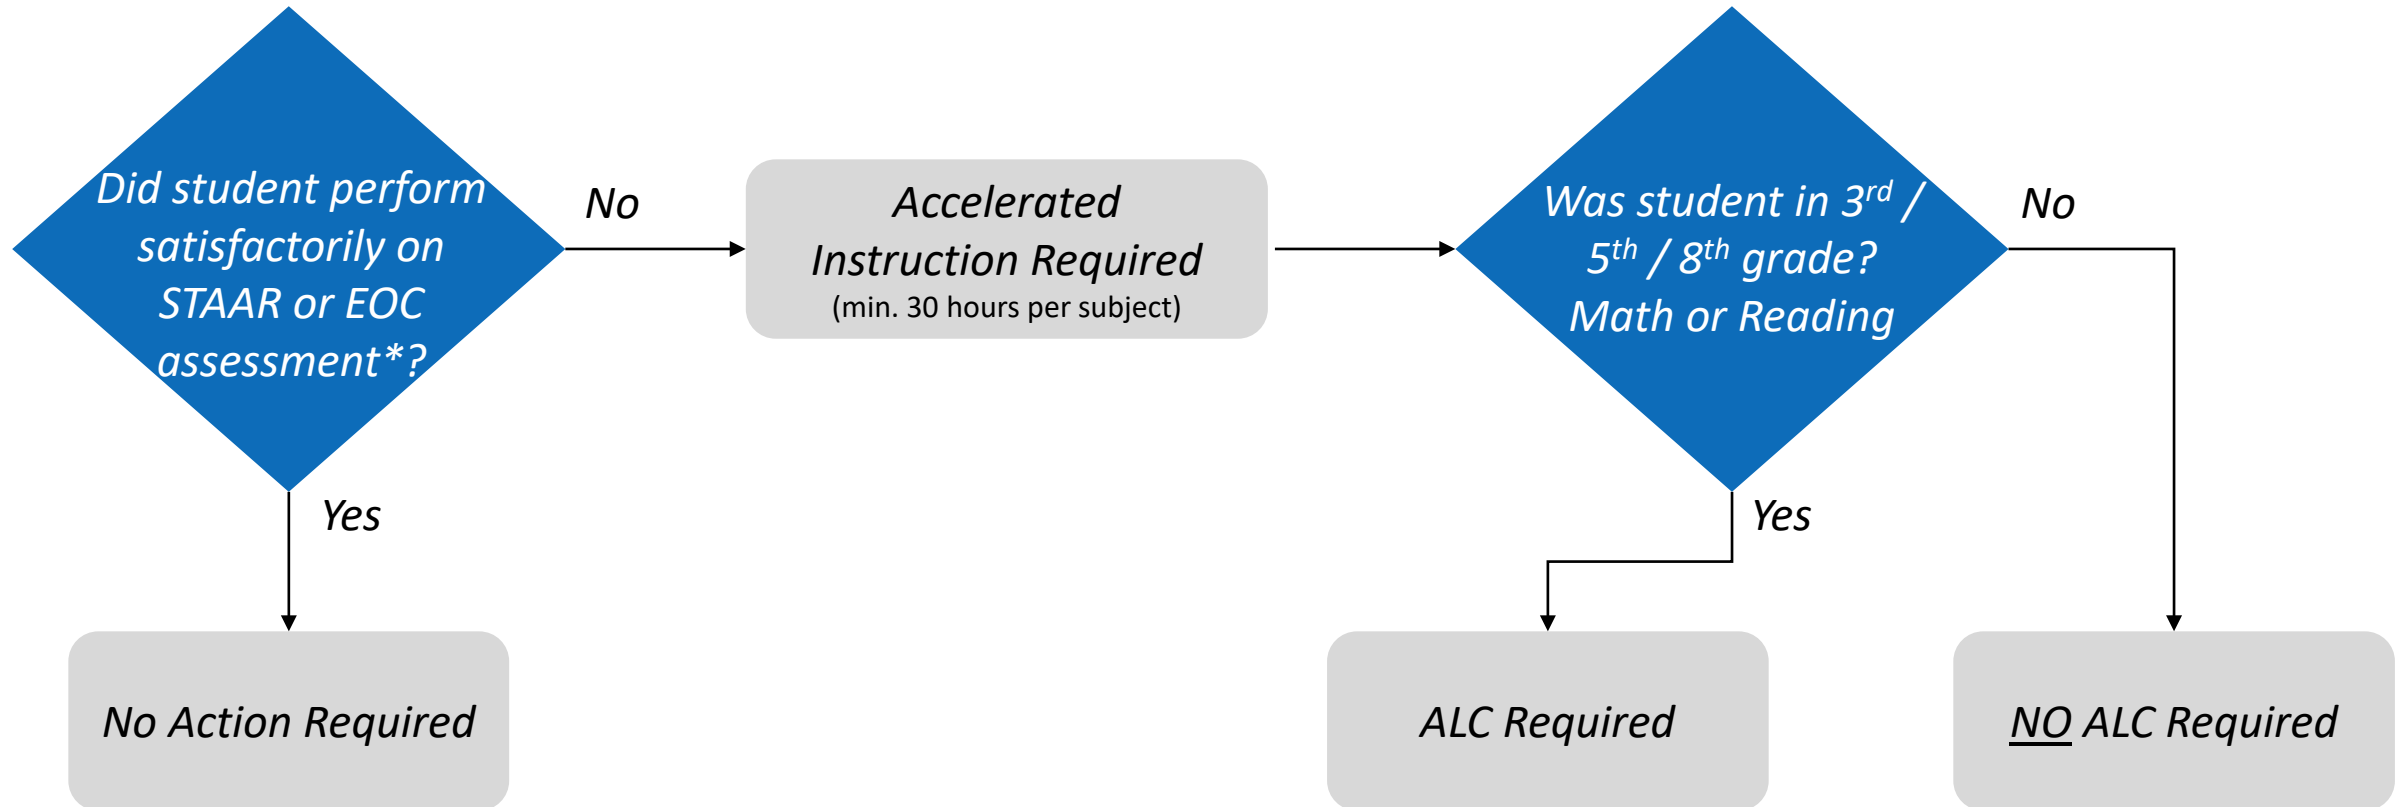 Did student perform
satisfactorily on
STAAR or EOC
assessment*?
No
Accelerated
Instruction Required
(min. 30 hours per subject)
Was student in 3rd /
5th / 8th grade?
Math or Reading
No
Yes
Yes
No Action Required
ALC Required
NO ALC Required